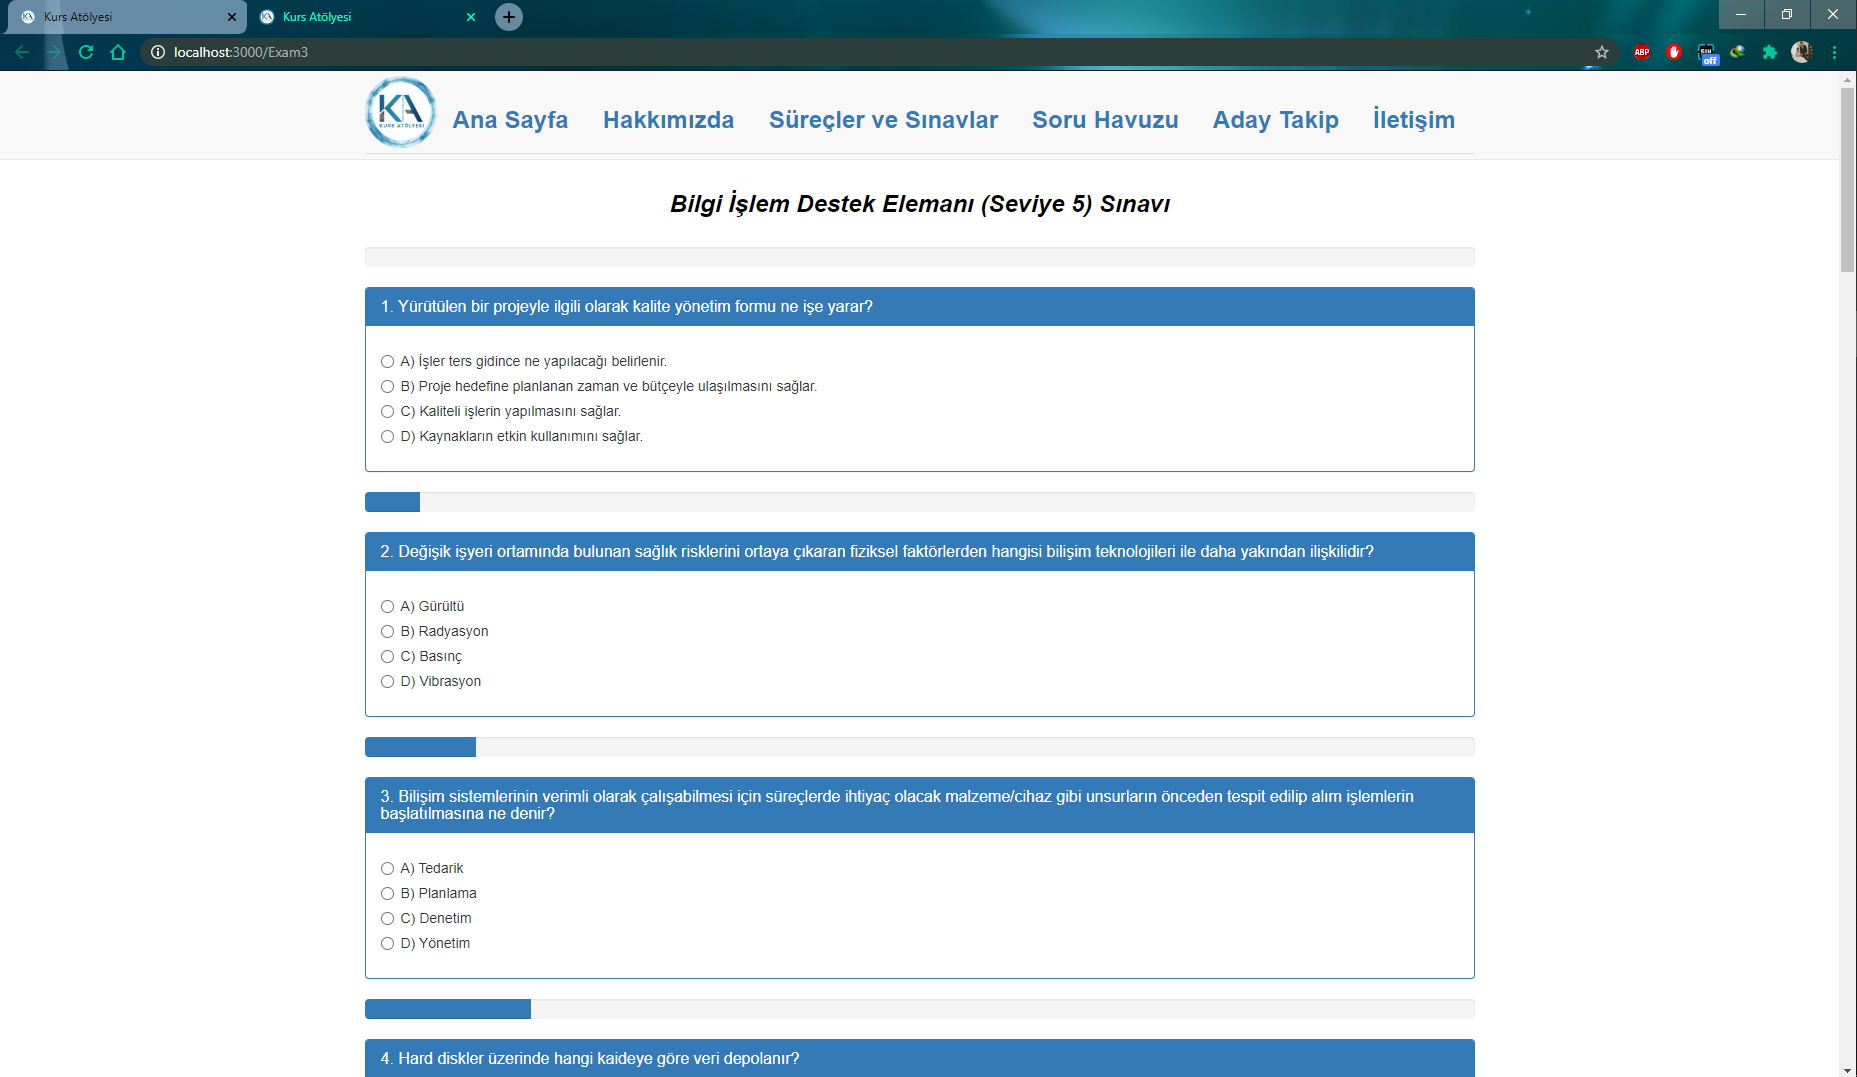 Kurs Atölyesi
Kurs Atölyesi
localhost:3000/Exam3
ABP
off
KA
KURS ATÖLYESİ
Ana Sayfa Hakkımızda Süreçler ve Sınavlar Soru Havuzu Aday Takip İletişim
Bilgi İşlem Destek Elemanı (Seviye 5) Sınavı
1. Yürütülen bir projeyle ilgili olarak kalite yönetim formu ne işe yarar?
A) İşler ters gidince ne yapılacağı belirlenir.
B) Proje hedefine planlanan zaman ve bütçeyle ulaşılmasını sağlar.
C) Kaliteli işlerin yapılmasını sağlar.
D) Kaynakların etkin kullanımını sağlar.
2. Değişik işyeri ortamında bulunan sağlık risklerini ortaya çıkaran fiziksel faktörlerden hangisi bilişim teknolojileri ile daha yakından ilişkilidir?
A) Gürültü
B) Radyasyon
C) Basınç
D) Vibrasyon
3. Bilişim sistemlerinin verimli olarak çalışabilmesi için süreçlerde ihtiyaç olacak malzeme/cihaz gibi unsurların önceden tespit edilip alım işlemlerin
başlatılmasına ne denir?
A) Tedarik
B) Planlama
C) Denetim
D) Yönetim
4. Hard diskler üzerinde hangi kaideye göre veri depolanır?